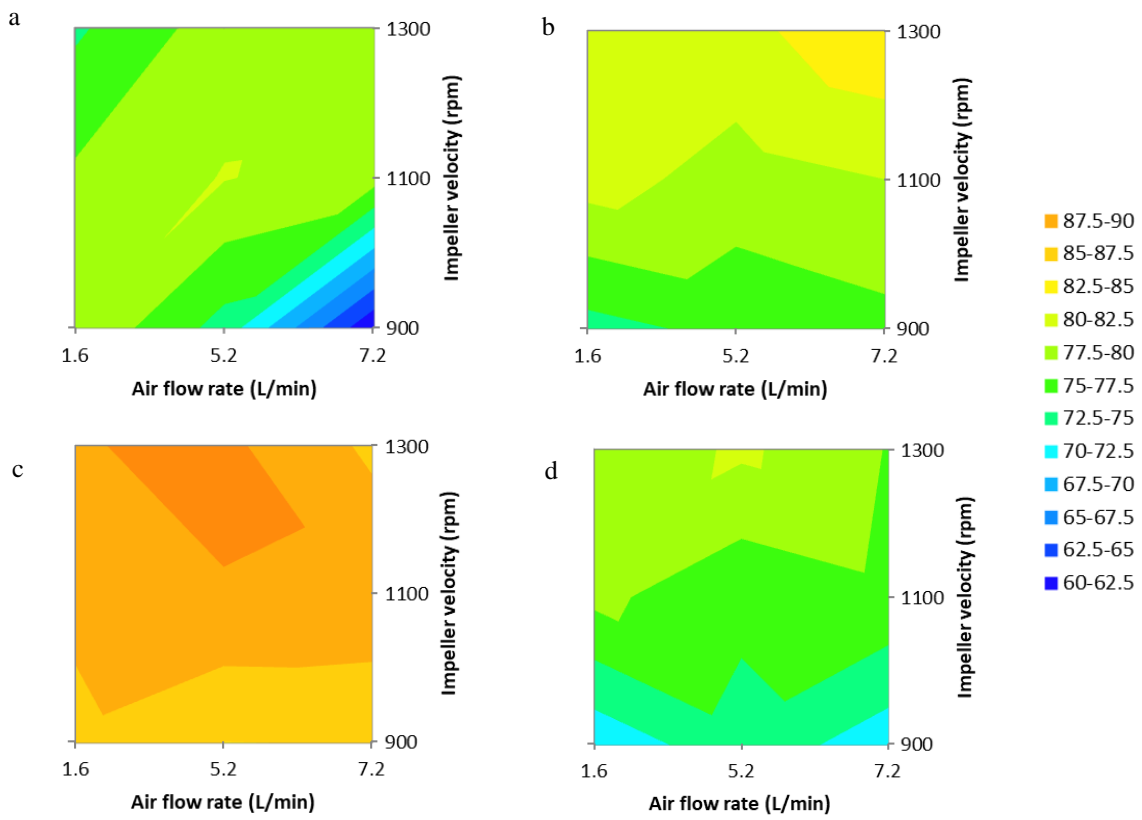 a
1300
1100
900
Impeller velocity (rpm)
1.6 5.2 7.2
Air flow rate (L/min)
b
1300
1100
900
Impeller velocity (rpm)
1.6 5.2 7.2
Air flow rate (L/min)
c
1300
1100
900
Impeller velocity (rpm)
1.6 5.2 7.2
Air flow rate (L/min)
d
1300
1100
900
Impeller velocity (rpm)
1.6 5.2 7.2
Air flow rate (L/min)
87.5-90
85-87.5
82.5-85
80-82.5
77.5-80
75-77.5
72.5-75
70-72.5
67.5-70
65-67.5
62.5-65
60-62.5